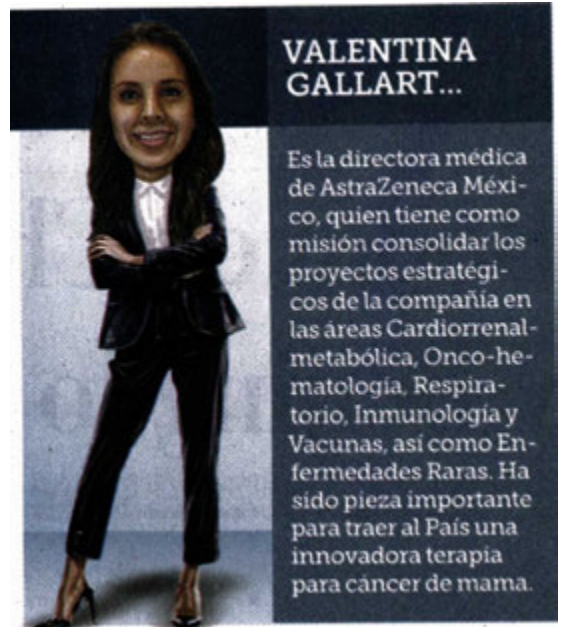 VALENTINA
GALLART...
Es la directora médica
de AstraZeneca Méxi-
co, quien tiene como
misión consolidar los
proyectos estratégi-
cos de la compañía en
las áreas Cardiorrenal-
metabólica, Onco-he-
matología, Respira-
torio, Inmunología y
Vacunas, así como En-
fermedades Raras. Ha
sido pieza importante
para traer al País una
innovadora terapia
para cáncer de mama.